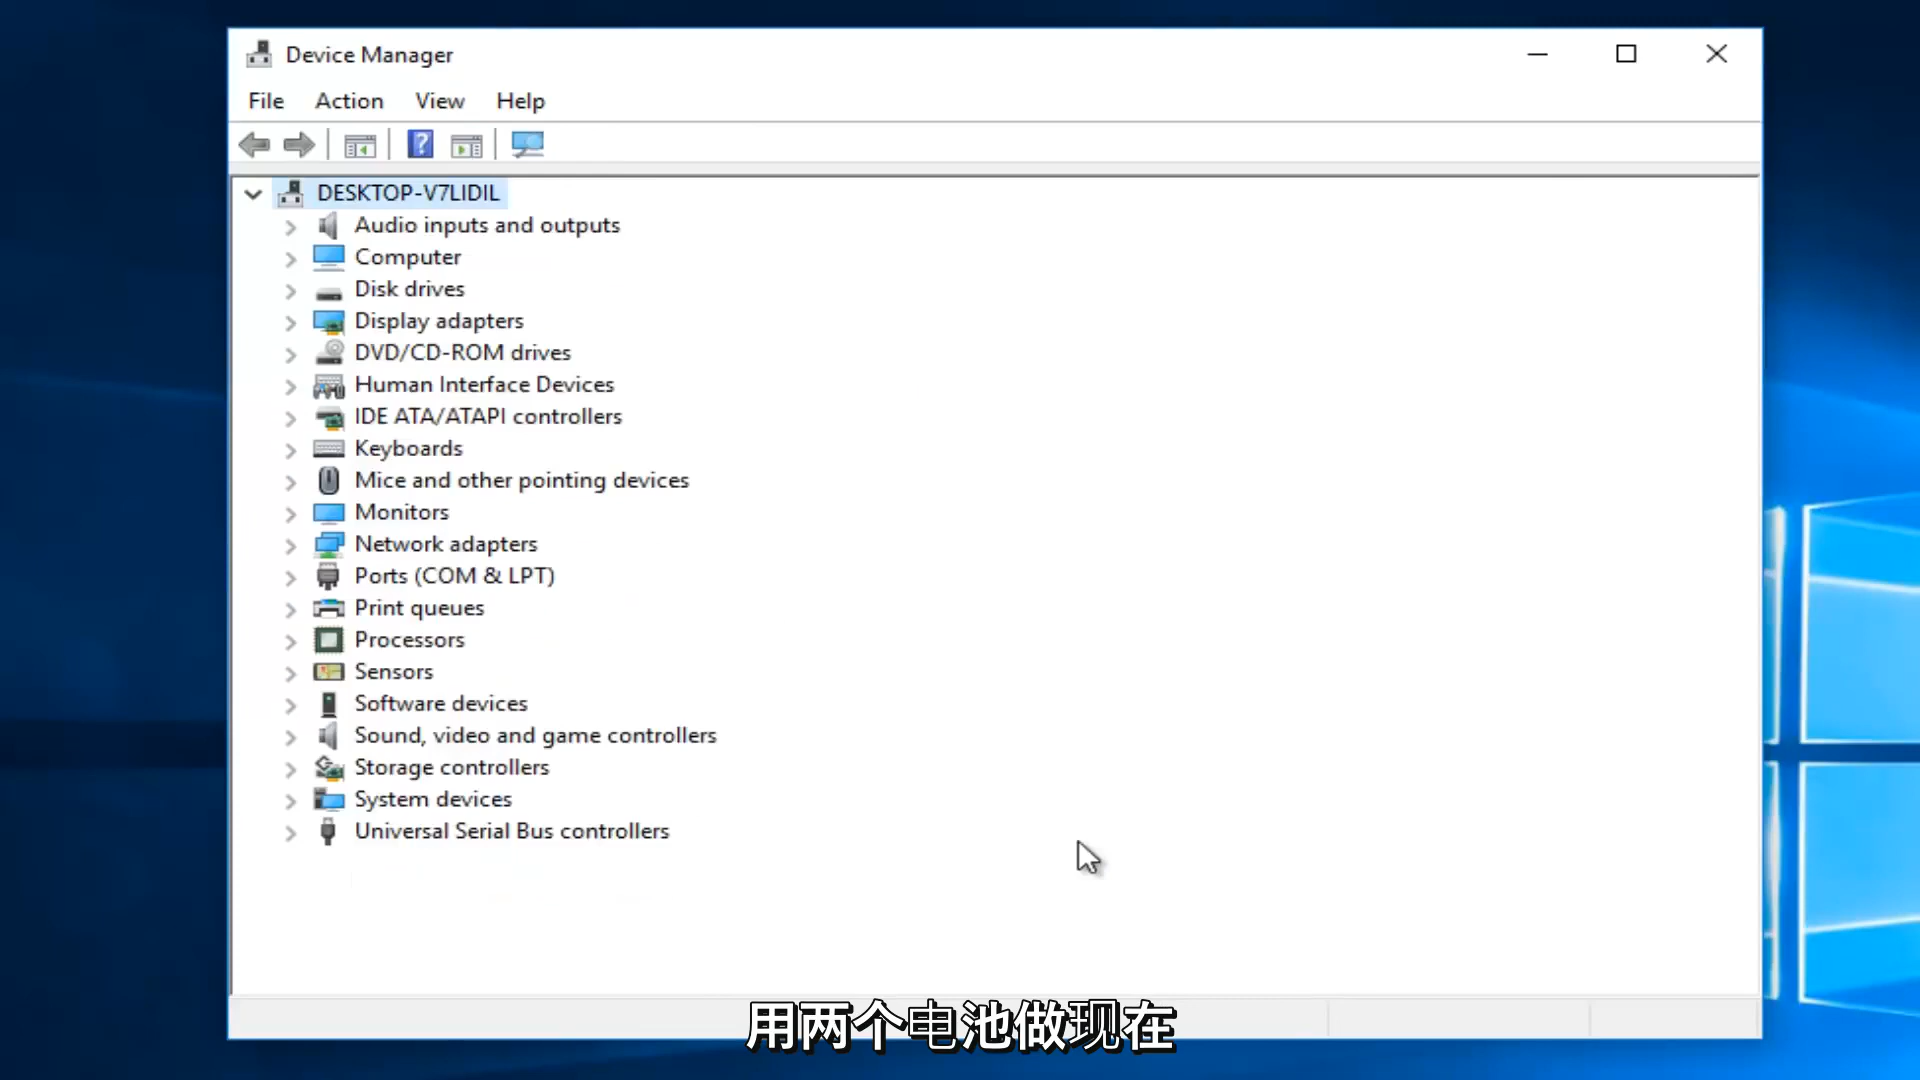 Device Manager
File Action View Help
DESKTOP-V7LIDIL
Audio inputs and outputs
Computer
Disk drives
Display adapters
DVD/CD-ROM drives
Human Interface Devices
IDE ATA/ATAPI controllers
Keyboards
Mice and other pointing devices
Monitors
Network adapters
Ports (COM & LPT)
Print queues
Processors
Sensors
Software devices
Sound, video and game controllers
Storage controllers
System devices
Universal Serial Bus controllers
用两个电池做现在